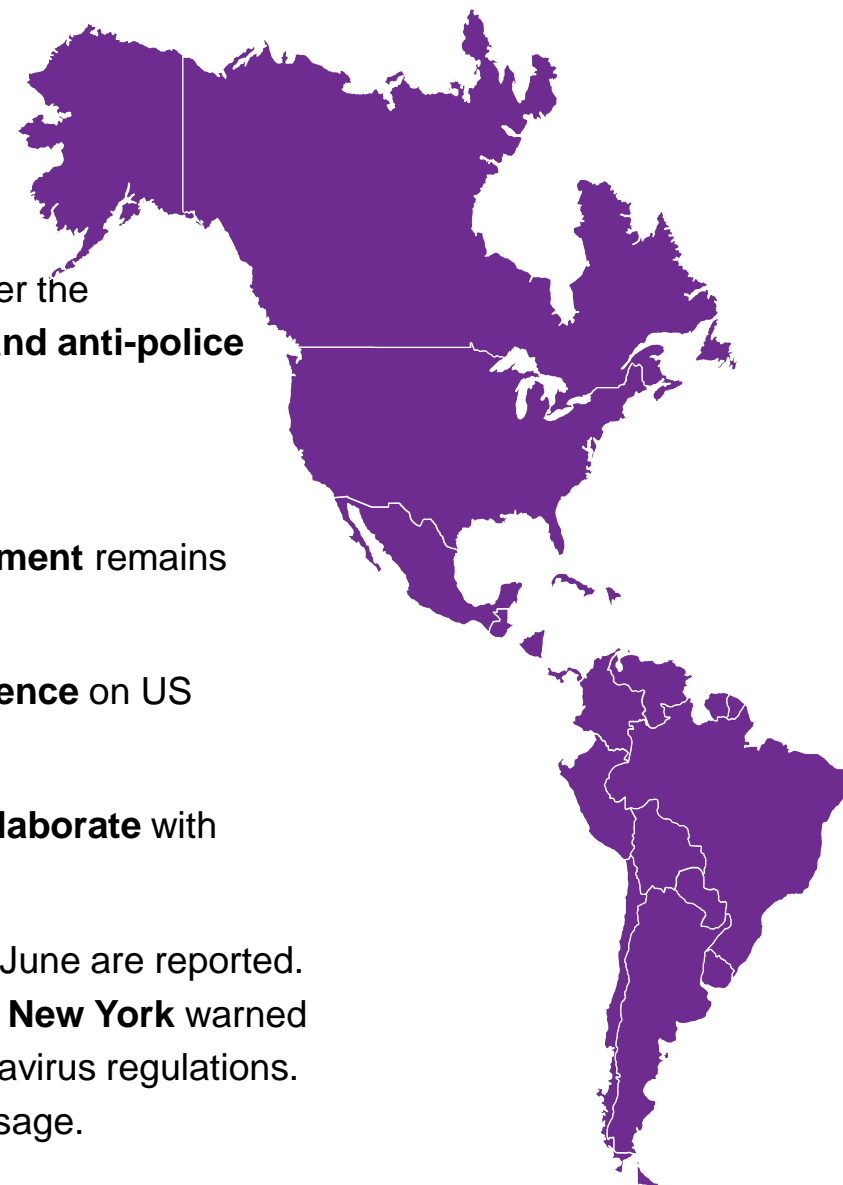 er the
and anti-police
ment remains
ence on US
laborate with
June are reported.
New York warned
avirus regulations.
sage.